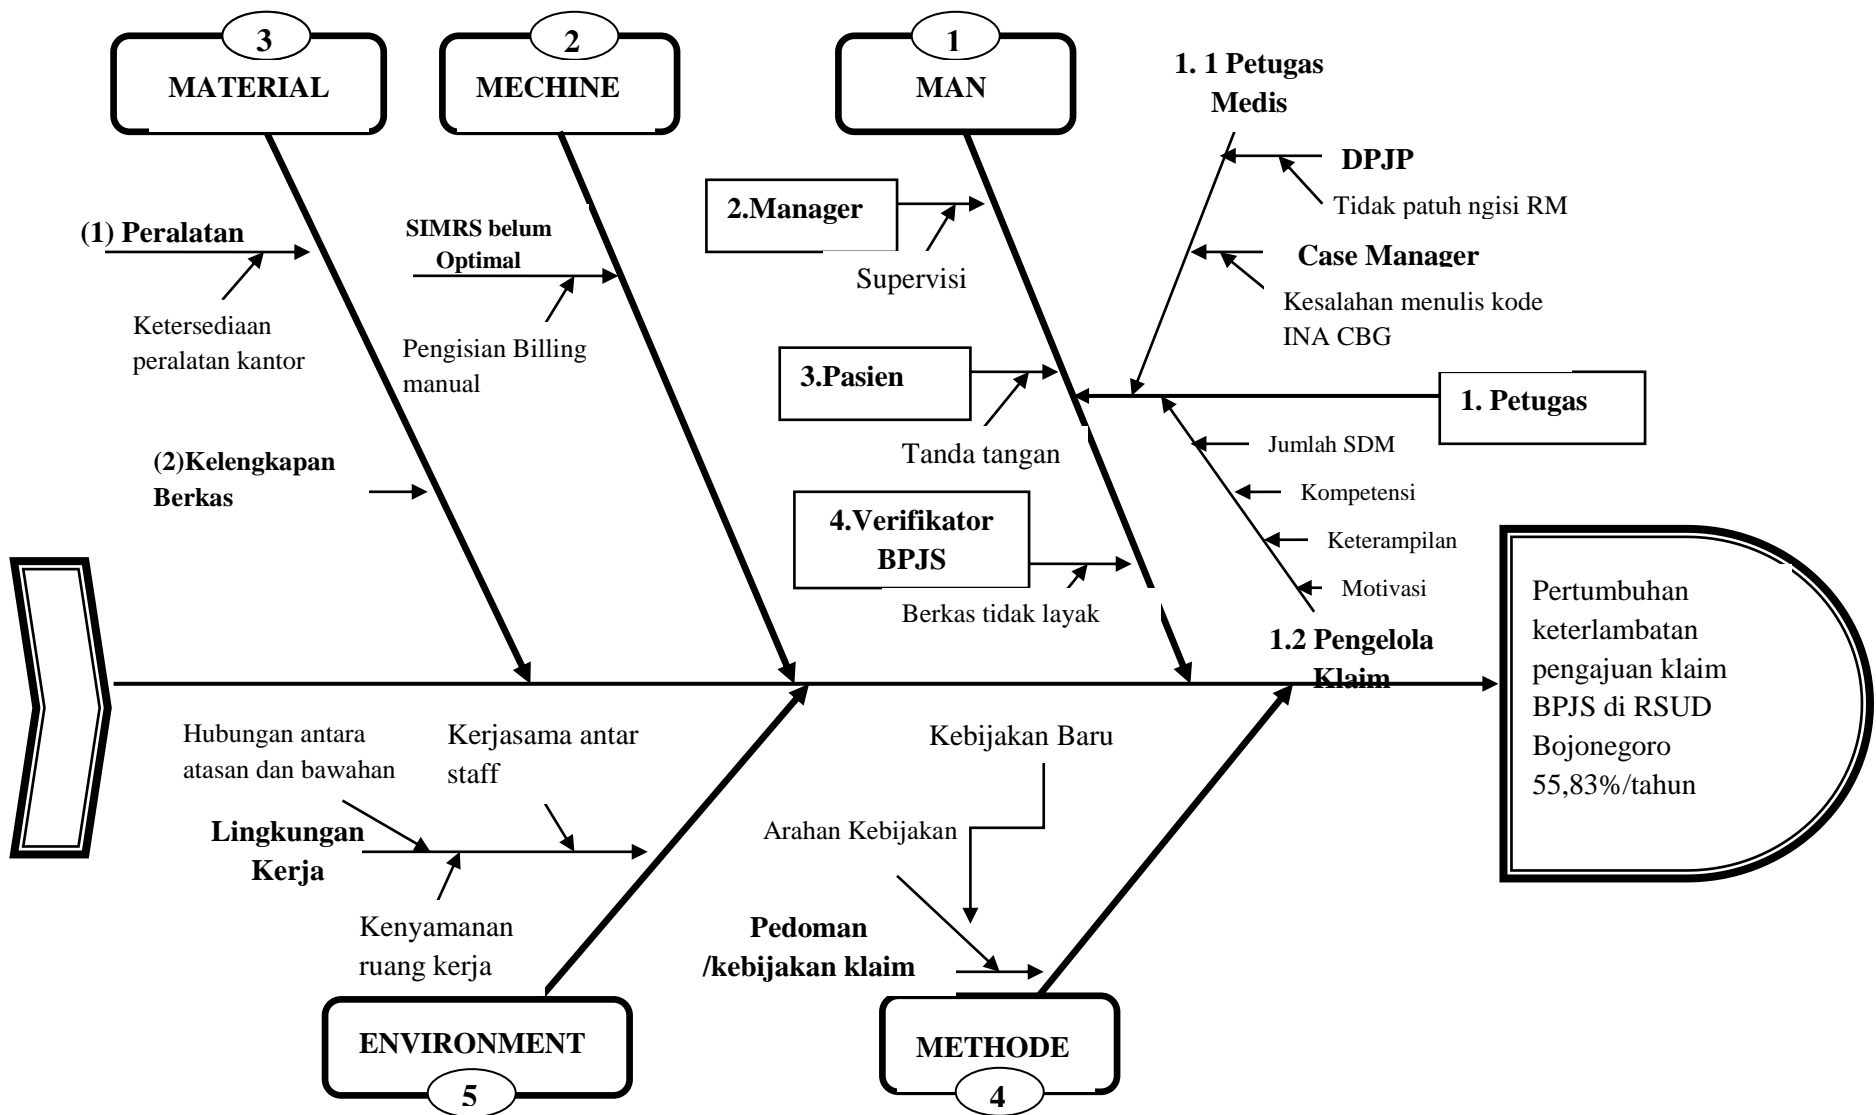 3
MATERIAL
2
MECHINE
1
MAN
1. 1 Petugas
Medis
DPJP
Tidak patuh ngisi RM
Case Manager
Kesalahan menulis kode
INA CBG
2.Manager
Supervisi
(1) Peralatan
Ketersediaan
peralatan kantor
SIMRS belum
Optimal
Pengisian Billing
manual
3.Pasien
Tanda tangan
1. Petugas
(2)Kelengkapan
Berkas
4.Verifikator
BPJS
Berkas tidak layak
Jumlah SDM
Kompetensi
Keterampilan
Motivasi
1.2 Pengelola
Klaim
Pertumbuhan
keterlambatan
pengajuan klaim
BPJS di RSUD
Bojonegoro
55,83%/tahun
Hubungan antara
atasan dan bawahan
Kerjasama antar
staff
Lingkungan
Kerja
Kenyamanan
ruang kerja
Kebijakan Baru
Arahan Kebijakan
Pedoman
/kebijakan klaim
ENVIRONMENT
5
METHODE
4